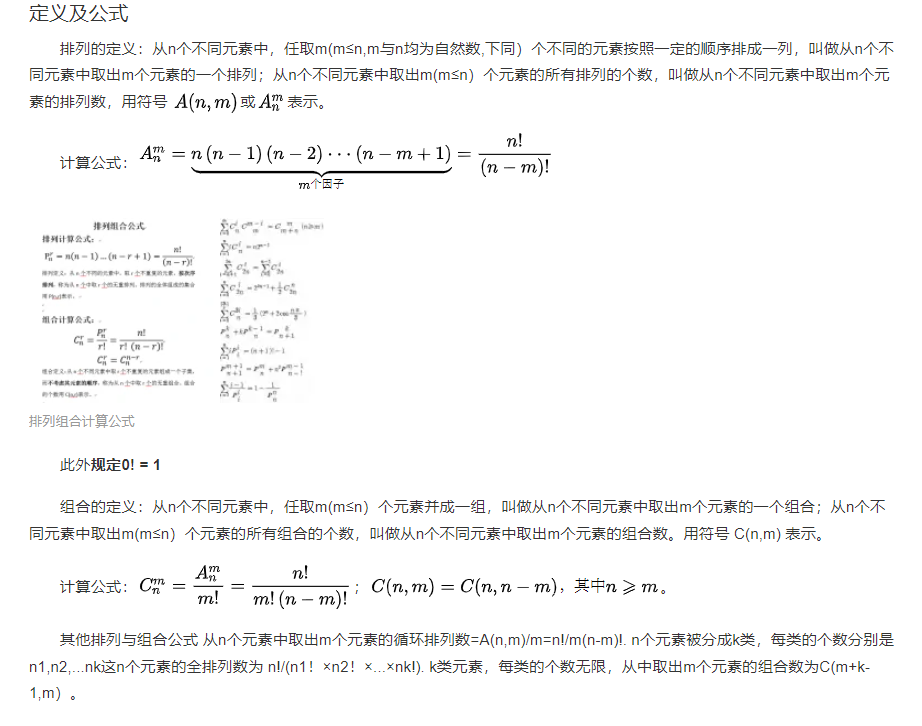 定义及公式
排列的定义：从n个不同元素中，任取m(m≤n,m与n均为自然数,下同）个不同的元素按照一定的顺序排成一列，叫做从n个不
同元素中取出m个元素的一个排列；从n个不同元素中取出m(m≤n）个元素的所有排列的个数，叫做从n个不同元素中取出m个元
素的排列数，用符号 A(n,m)或 A_n^m 表示。
计算公式：A_n^m = n(n − 1)(n − 2) ··· (n − m + 1) = n! / (n − m)!
m个因子
排列组合公式
排列计算公式：
P_n^r = n(n − 1)…(n − r + 1) = n! / (n − r)!
组合计算公式：
C_n^r = P_n^r / r! = n! / r! (n − r)!
C_n^r = C_n^{n−r}
排列组合计算公式
此外规定0! = 1
组合的定义：从n个不同元素中，任取m(m≤n）个元素并成一组，叫做从n个不同元素中取出m个元素的一个组合；从n个不
同元素中取出m(m≤n）个元素的所有组合的个数，叫做从n个不同元素中取出m个元素的组合数。用符号 C(n,m) 表示。
计算公式：C_n^m = A_n^m / m! = n! / m! (n − m)! ；C(n, m) = C(n, n − m)，其中n ⩾ m。
其他排列与组合公式 从n个元素中取出m个元素的循环排列数=A(n,m)/m=n!/m(n-m)!. n个元素被分成k类，每类的个数分别是
n1,n2,...nk这n个元素的全排列数为 n!/(n1！×n2！×...×nk!). k类元素，每类的个数无限，从中取出m个元素的组合数为C(m+k-
1,m）。